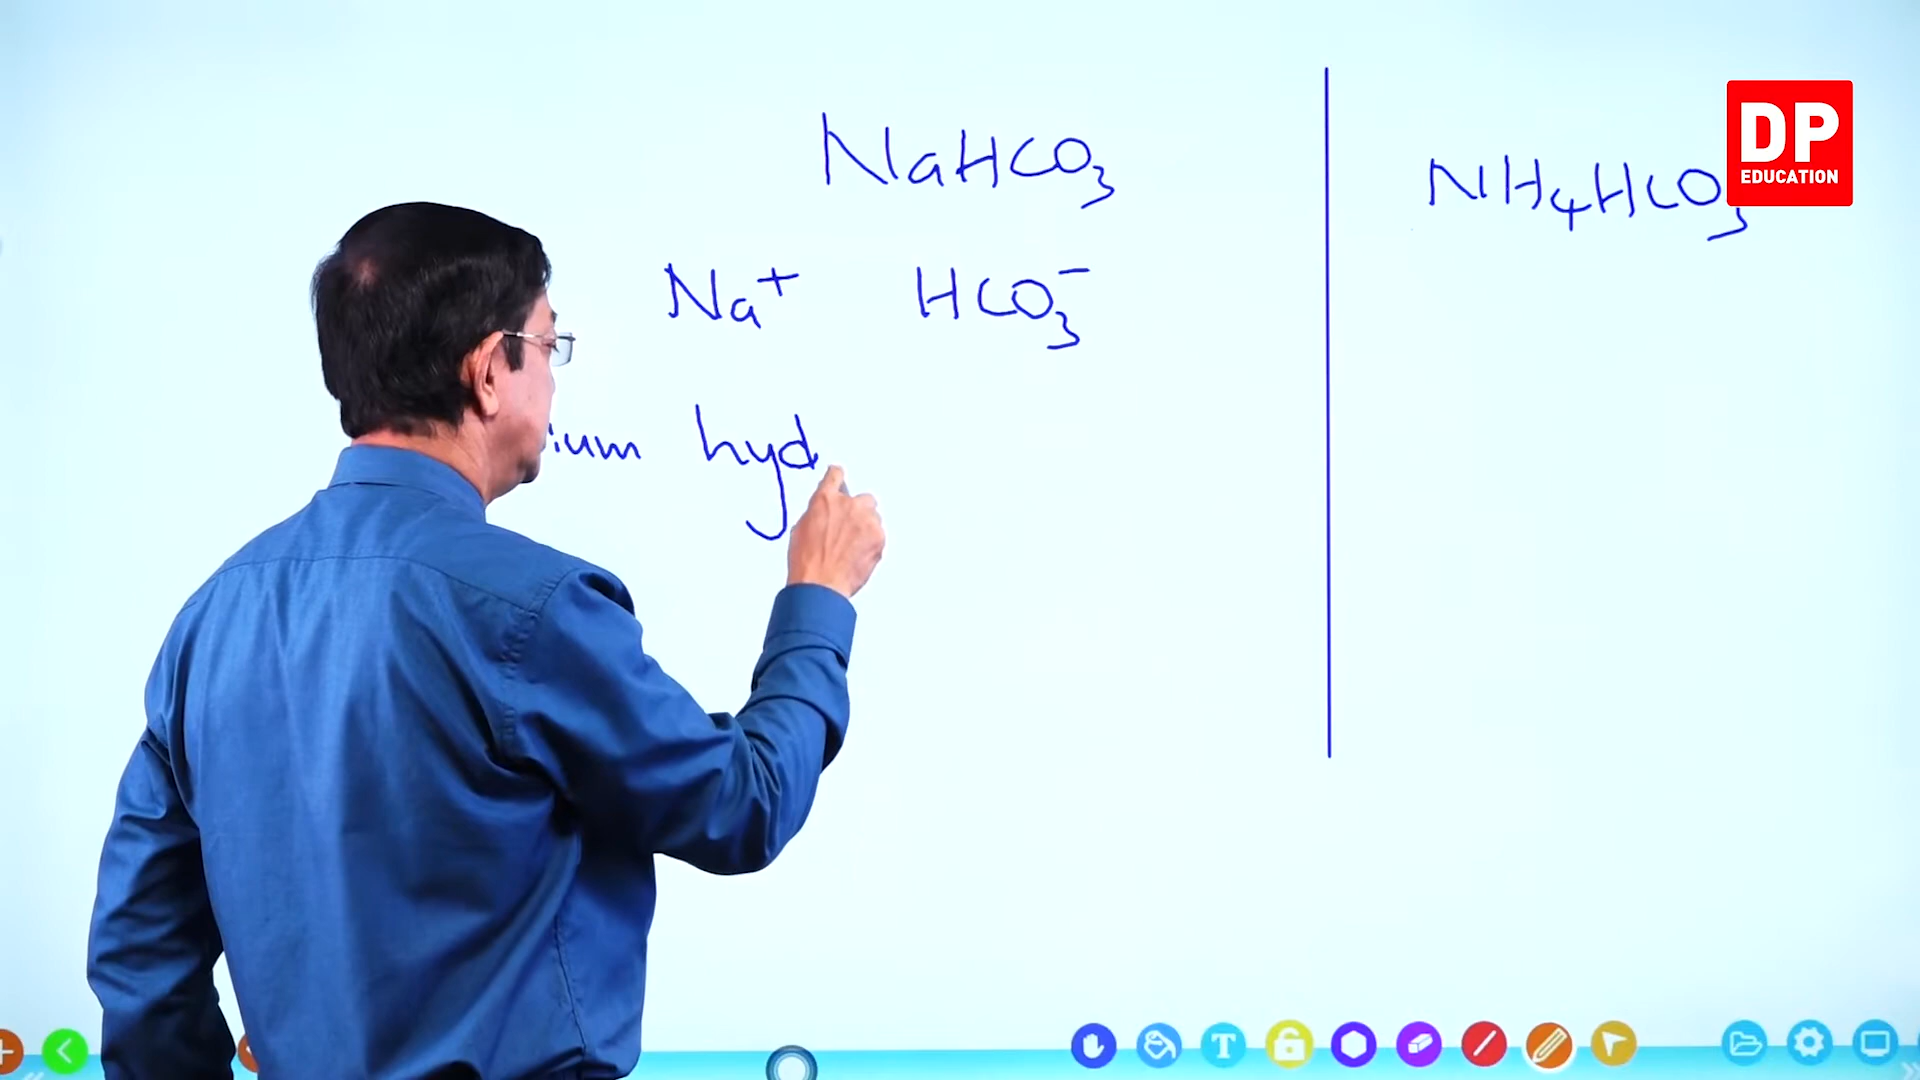 NaHCO3
NH4HCO3
DP
EDUCATION
Na+ HCO3-
ium hyd
T